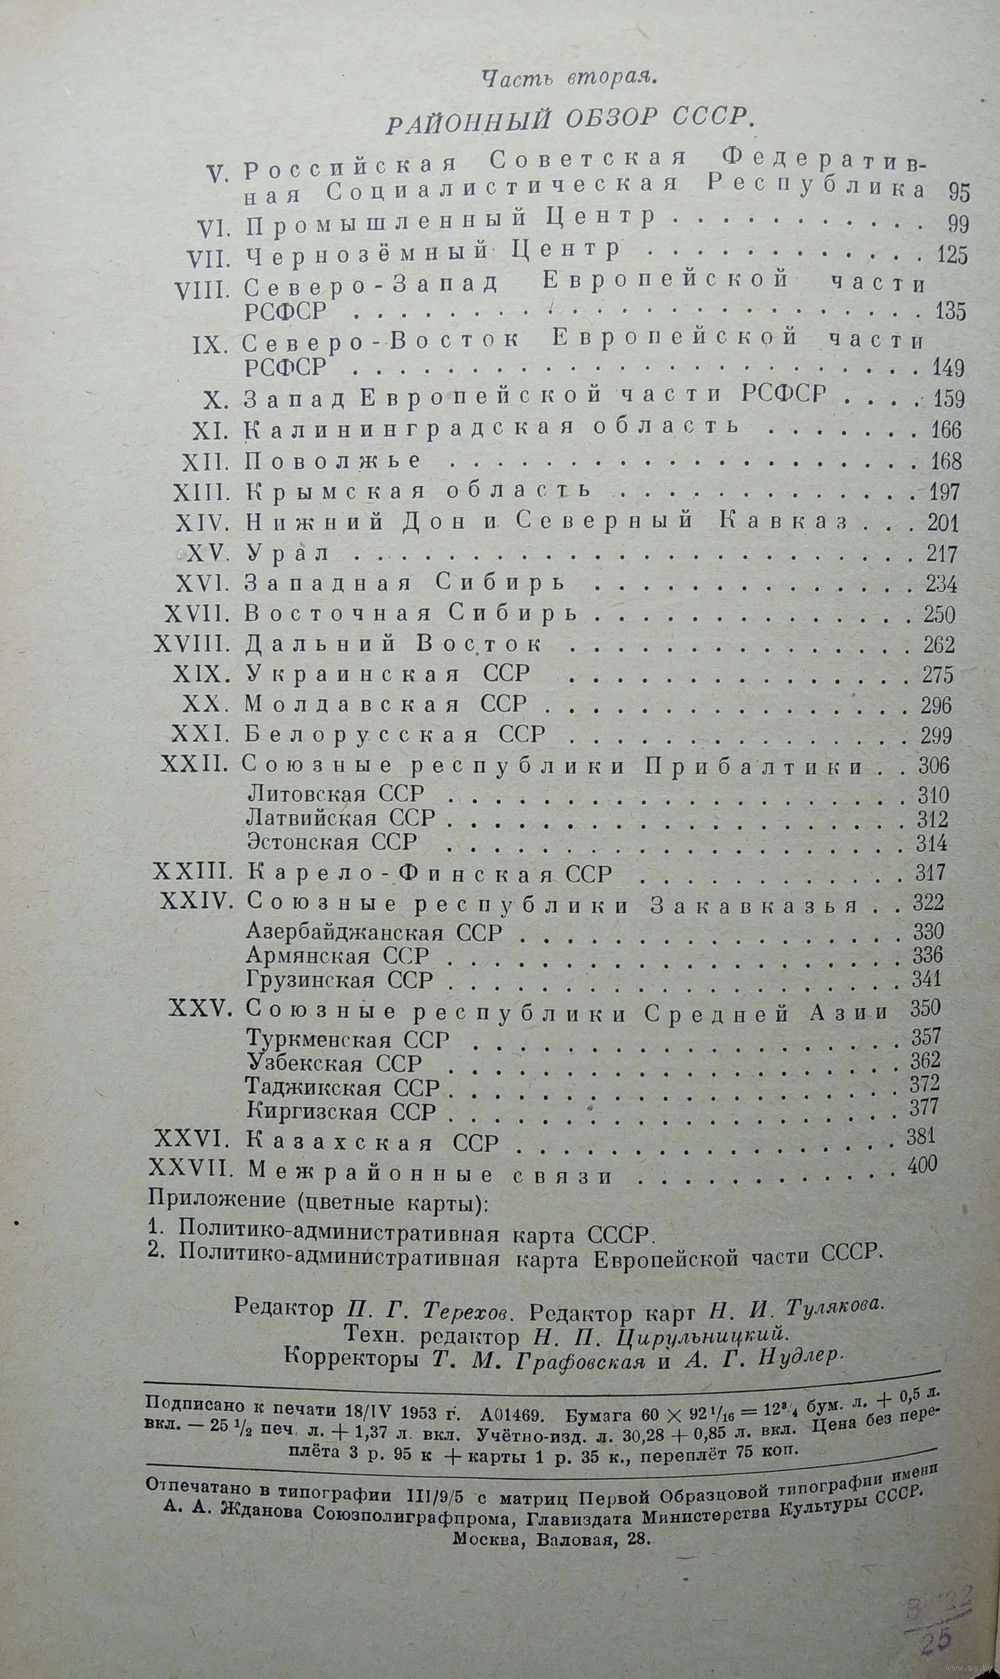 Часть вторая.
РАЙОННЫЙ ОБЗОР СССР.
V. Российская Советская Федератив-
ная Социалистическая Республика 95
VI. Промышленный Центр . . . . . . . . . . . 99
VII. Чернозёмный Центр . . . . . . . . . . . . 125
VIII. Северо-Запад Европейской части
РСФСР . . . . . . . . . . . . . . . . . . . . . . . . 135
IX. Северо-Восток Европейской части
РСФСР . . . . . . . . . . . . . . . . . . . . . . . . 149
X. Запад Европейской части РСФСР . . . . 159
XI. Калининградская область . . . . . . . 166
XII. Поволжье . . . . . . . . . . . . . . . . . . . . 168
XIII. Крымская область . . . . . . . . . . . . . 197
XIV. Нижний Дон и Северный Кавказ . . . 201
XV. Урал . . . . . . . . . . . . . . . . . . . . . . . . 217
XVI. Западная Сибирь . . . . . . . . . . . . . . 234
XVII. Восточная Сибирь . . . . . . . . . . . . . . 250
XVIII. Дальний Восток . . . . . . . . . . . . . . . 262
XIX. Украинская ССР . . . . . . . . . . . . . . . 275
XX. Молдавская ССР . . . . . . . . . . . . . . . . 296
XXI. Белорусская ССР . . . . . . . . . . . . . . . 299
XXII. Союзные республики Прибалтики . . 306
Литовская ССР . . . . . . . . . . . . . . . . . . . . 310
Латвийская ССР . . . . . . . . . . . . . . . . . . . . 312
Эстонская ССР . . . . . . . . . . . . . . . . . . . . 314
XXIII. Карело-Финская ССР . . . . . . . . . . . . 317
XXIV. Союзные республики Закавказья . . 322
Азербайджанская ССР . . . . . . . . . . . . . . . . . 330
Армянская ССР . . . . . . . . . . . . . . . . . . . . 336
Грузинская ССР . . . . . . . . . . . . . . . . . . . . 341
XXV. Союзные республики Средней Азии 350
Туркменская ССР . . . . . . . . . . . . . . . . . . . 357
Узбекская ССР . . . . . . . . . . . . . . . . . . . . 362
Таджикская ССР . . . . . . . . . . . . . . . . . . . . 372
Киргизская ССР . . . . . . . . . . . . . . . . . . . . 377
XXVI. Казахская ССР . . . . . . . . . . . . . . . . . 381
XXVII. Межрайонные связи . . . . . . . . . . . . 400
Приложение (цветные карты):
1. Политико-административная карта СССР.
2. Политико-административная карта Европейской части СССР.
Редактор П. Г. Терехов. Редактор карт Н. И. Тулякова.
Техн. редактор Н. П. Цирульницкий.
Корректоры Т. М. Графовская и А. Г. Нудлер.
Подписано к печати 18/IV 1953 г. А01469. Бумага 60 × 92 1/16 = 12 3/4 бум. л. + 0,5 л.
вкл. — 25 1/2 печ. л. + 1,37 л. вкл. Учётно-изд. л. 30,28 + 0,85 л. вкл. Цена без пере-
плёта 3 р. 95 к + карты 1 р. 35 к., переплёт 75 коп.
Отпечатано в типографии III/9/5 с матриц Первой Образцовой типографии имени
А. А. Жданова Союзполиграфпрома, Главиздата Министерства Культуры СССР.
Москва, Валовая, 28.
25